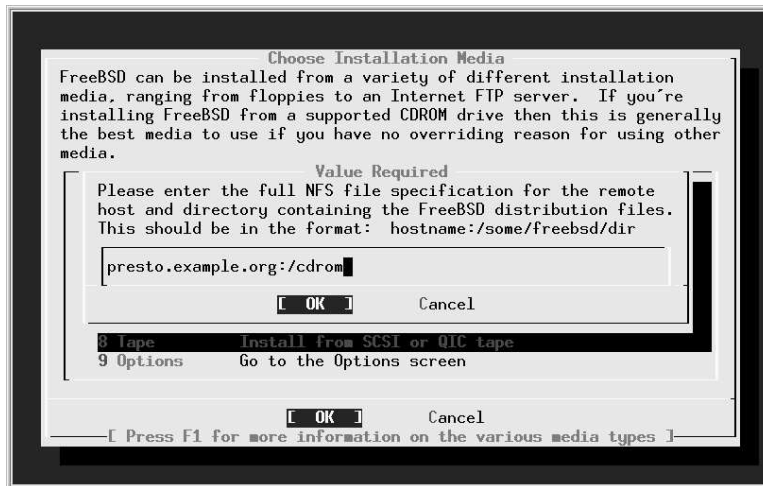 Choose Installation Media
FreeBSD can be installed from a variety of different installation
media, ranging from floppies to an Internet FTP server.  If you're
installing FreeBSD from a supported CDROM drive then this is generally
the best media to use if you have no overriding reason for using other
media.
Value Required
Please enter the full NFS file specification for the remote
host and directory containing the FreeBSD distribution files.
This should be in the format:  hostname:/some/freebsd/dir
presto.example.org:/cdrom
[ OK ]     Cancel
8 Tape     Install from SCSI or QIC tape
9 Options     Go to the Options screen
[ OK ]     Cancel
[ Press F1 for more information on the various media types ]